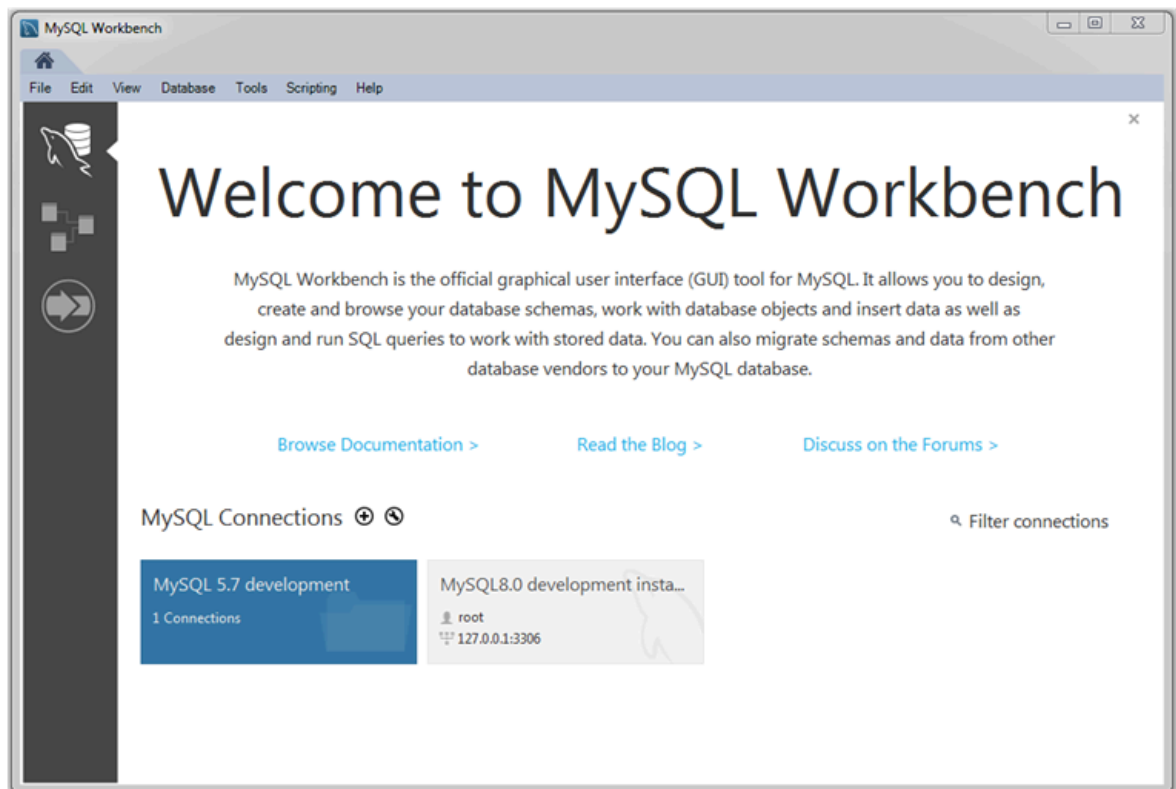 MySQL Workbench
File Edit View Database Tools Scripting Help
Welcome to MySQL Workbench
MySQL Workbench is the official graphical user interface (GUI) tool for MySQL. It allows you to design,
create and browse your database schemas, work with database objects and insert data as well as
design and run SQL queries to work with stored data. You can also migrate schemas and data from other
database vendors to your MySQL database.
Browse Documentation > Read the Blog > Discuss on the Forums >
MySQL Connections Filter connections
MySQL 5.7 development
1 Connections
MySQL8.0 development insta...
root
127.0.0.1:3306